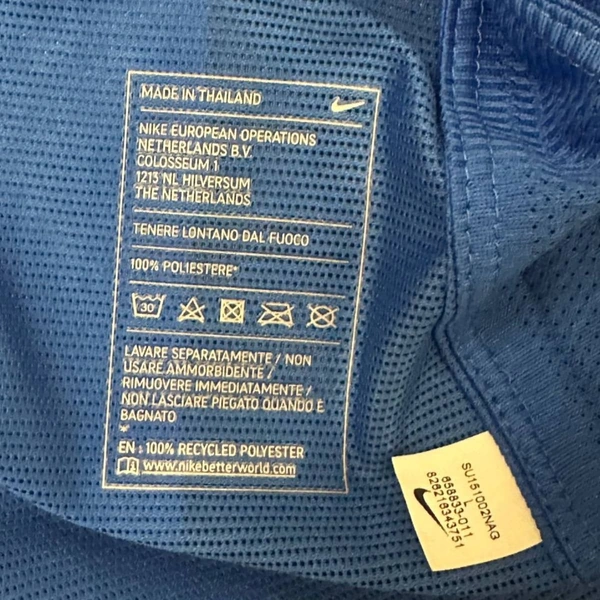 MADE IN THAILAND
NIKE EUROPEAN OPERATIONS
NETHERLANDS B.V.
COLOSSEUM 1
1213 NL HILVERSUM
THE NETHERLANDS
TENERE LONTANO DAL FUOCO
100% POLIESTERE*
30
LAVARE SEPARATAMENTE / NON
USARE AMMORBIDENTE /
RIMUOVERE IMMEDIATAMENTE /
NON LASCIARE PIEGATO QUANDO È
BAGNATO
*
EN : 100% RECYCLED POLYESTER
www.nikebetterworld.com
SU151002NAG
L
658833-011
826216343751